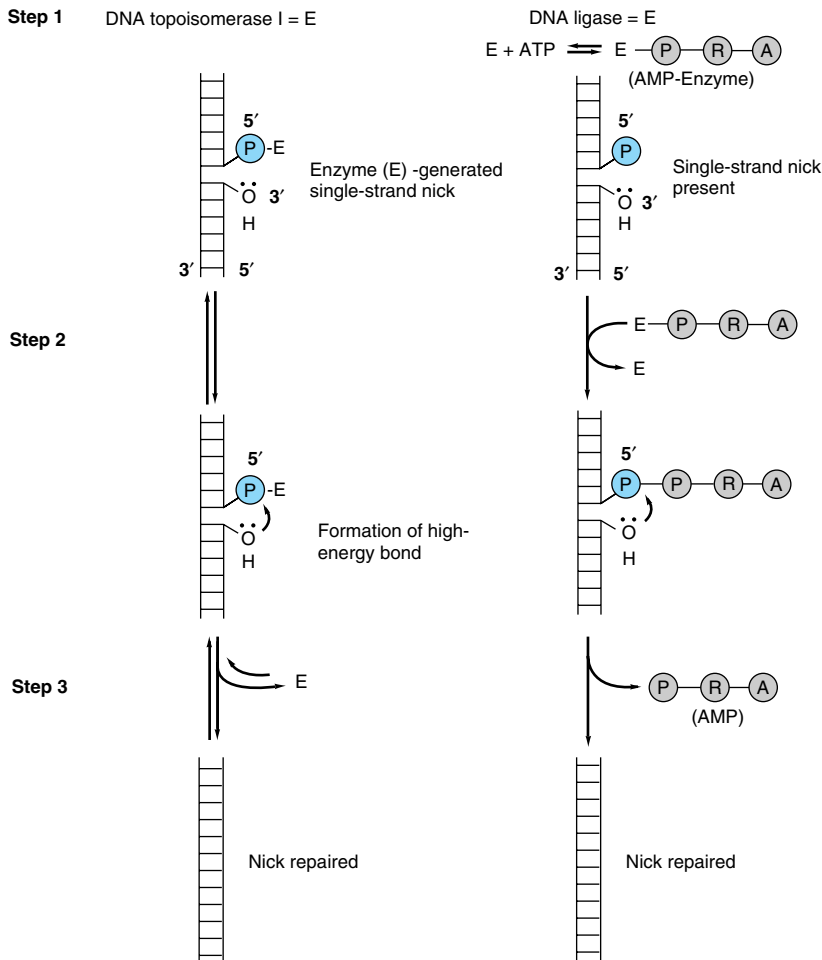 Step 1
DNA topoisomerase I = E
DNA ligase = E
E + ATP
E
P
R
A
(AMP-Enzyme)
5′
P
-E
Enzyme (E) -generated
single-strand nick
O
3′
H
3′
5′
5′
P
Single-strand nick
present
O
3′
H
3′
5′
Step 2
E
P
R
A
E
5′
P
-E
O
H
Formation of high-
energy bond
5′
P
P
R
A
O
H
Step 3
E
P
R
A
(AMP)
Nick repaired
Nick repaired